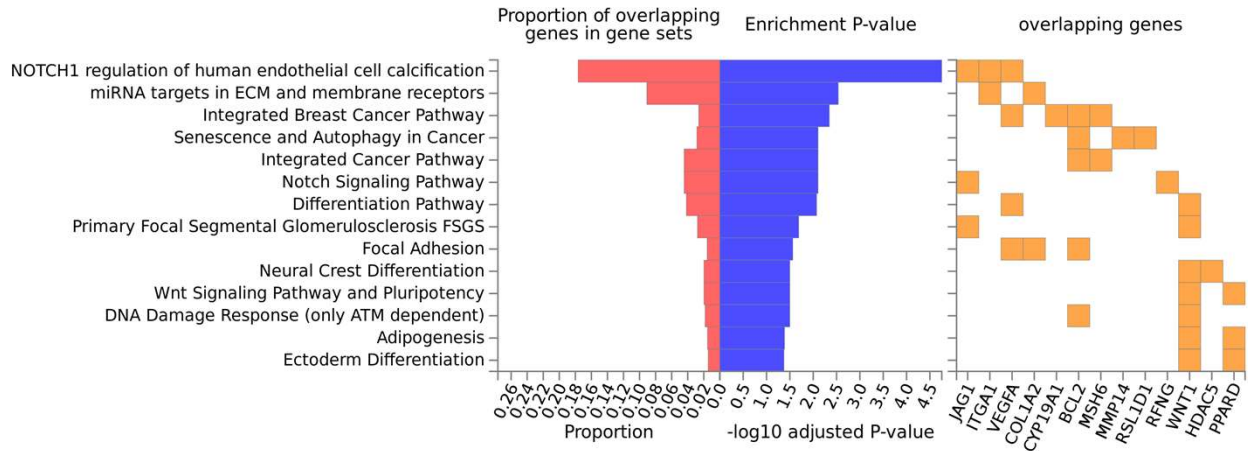 Proportion of overlapping
genes in gene sets
Enrichment P-value
overlapping genes
NOTCH1 regulation of human endothelial cell calcification
miRNA targets in ECM and membrane receptors
Integrated Breast Cancer Pathway
Senescence and Autophagy in Cancer
Integrated Cancer Pathway
Notch Signaling Pathway
Differentiation Pathway
Primary Focal Segmental Glomerulosclerosis FSGS
Focal Adhesion
Neural Crest Differentiation
Wnt Signaling Pathway and Pluripotency
DNA Damage Response (only ATM dependent)
Adipogenesis
Ectoderm Differentiation
0.26 0.24 0.22 0.20 0.18 0.16 0.14 0.12 0.10 0.08 0.06 0.04 0.02 0.0 0.5 1.0 1.5 2.0 2.5 3.0 3.5 4.0 4.5
JAG1 ITGA1 VEGFA COL1A2 CYP19A1 BCL2 MSH6 MMP14 RSL1D1 RFNG WNT1 HDAC5 PPARD
Proportion
-log10 adjusted P-value